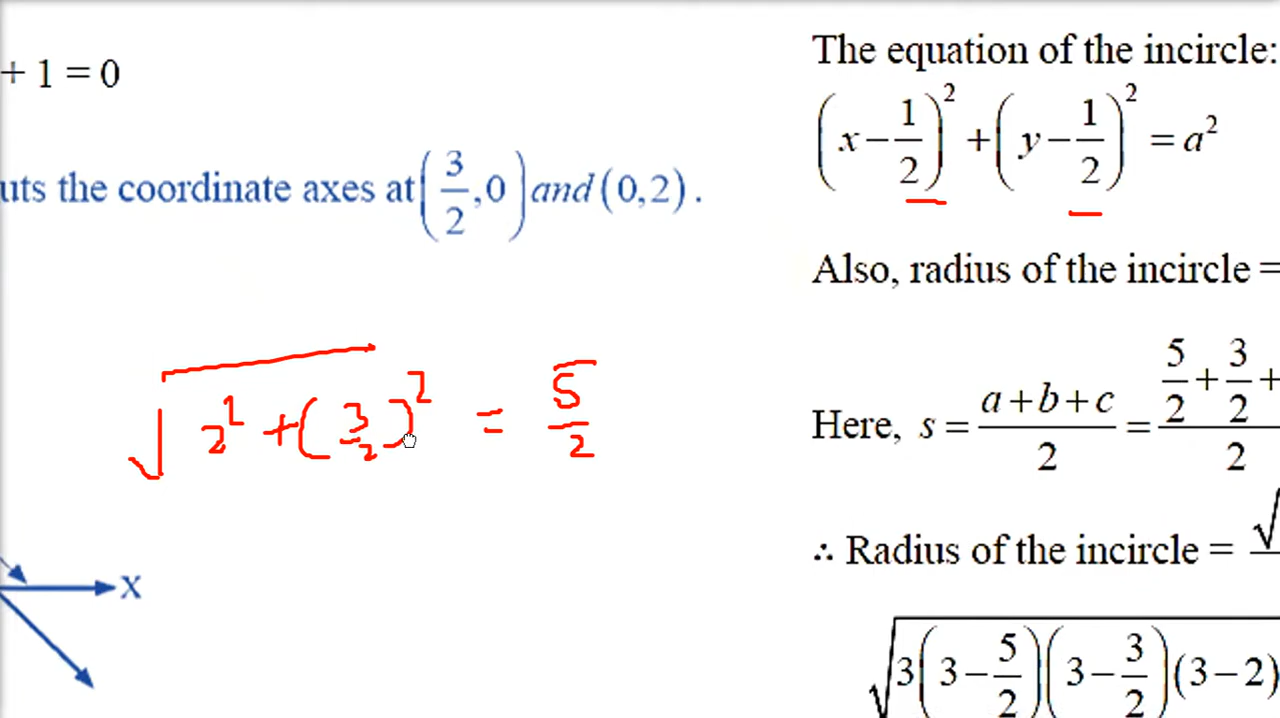 + 1 = 0
uts the coordinate axes at (3/2, 0) and (0, 2).
√(2² + (3/2)²) = 5/2
X
The equation of the incircle:
(x − 1/2)² + (y − 1/2)² = a²
Also, radius of the incircle =
Here, s = (a + b + c)/2 = (5/2 + 3/2 +)/2
∴ Radius of the incircle = √
√3(3 − 5/2)(3 − 3/2)(3 − 2)